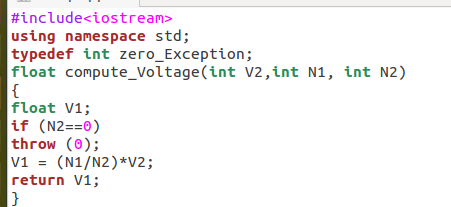 #include<iostream>
using namespace std;
typedef int zero_Exception;
float compute_Voltage(int V2,int N1, int N2)
{
float V1;
if (N2==0)
throw (0);
V1 = (N1/N2)*V2;
return V1;
}